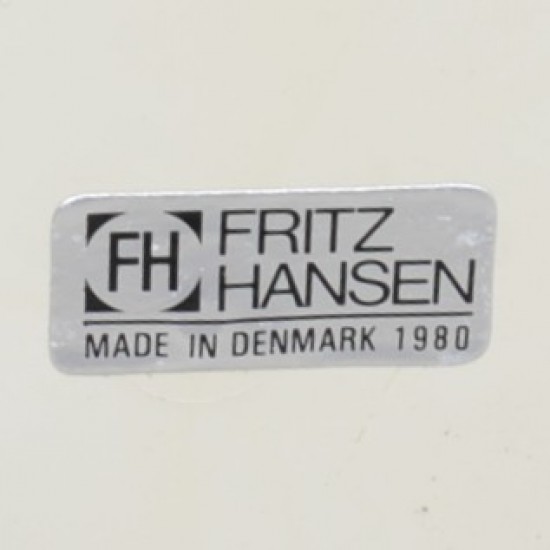 FH
FRITZ
HANSEN
MADE IN DENMARK 1980